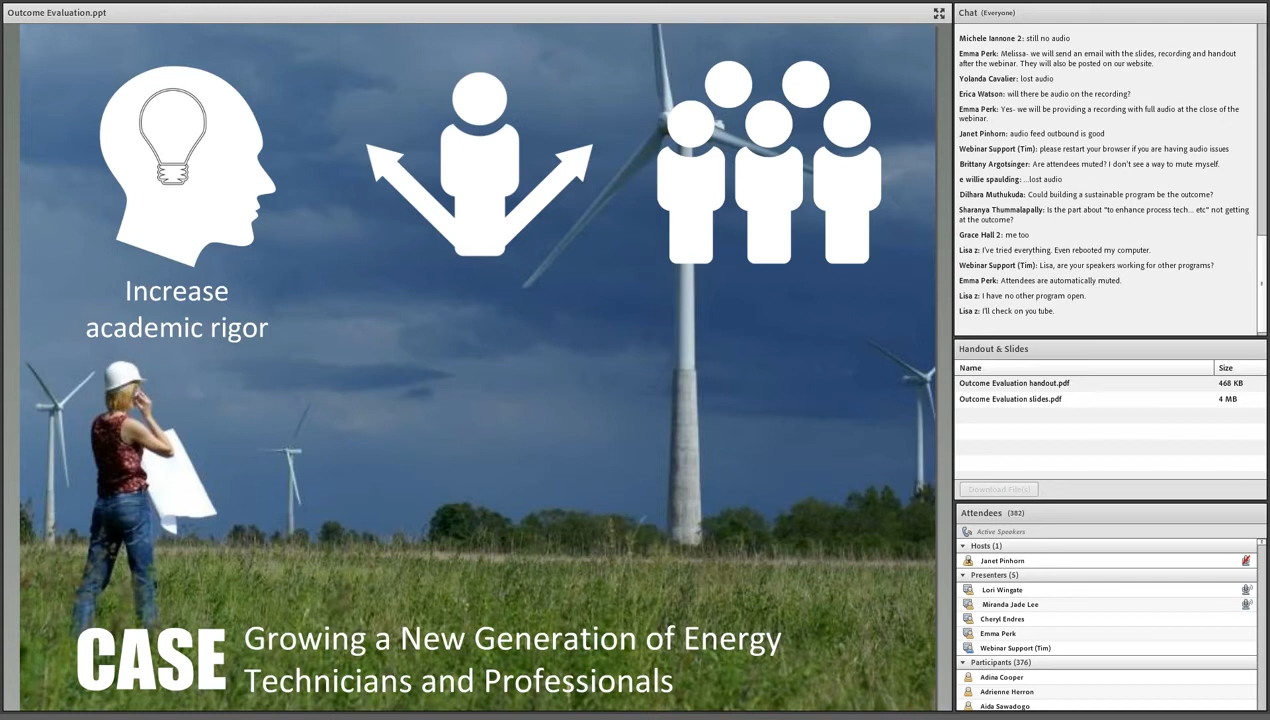 Outcome Evaluation.ppt
Increase
academic rigor
CASE
Growing a New Generation of Energy
Technicians and Professionals
Chat (Everyone)
Michele Iannone 2: still no audio
Emma Perk: Melissa- we will send an email with the slides, recording and handout
after the webinar. They will also be posted on our website.
Yolanda Cavalier: lost audio
Erica Watson: will there be audio on the recording?
Emma Perk: Yes- we will be providing a recording with full audio at the close of the
webinar.
Janet Pinhorn: audio feed outbound is good
Webinar Support (Tim): please restart your browser if you are having audio issues
Brittany Argotsinger: Are attendees muted? I don't see a way to mute myself.
e willie spaulding: ...lost audio
Dilhara Muthukuda: Could building a sustainable program be the outcome?
Sharanya Thummalapally: Is the part about "to enhance process tech... etc" not getting
at the outcome?
Grace Hall 2: me too
Lisa z: I've tried everything. Even rebooted my computer.
Webinar Support (Tim): Lisa, are your speakers working for other programs?
Emma Perk: Attendees are automatically muted.
Lisa z: I have no other program open.
Lisa z: I'll check on you tube.
Handout & Slides
Name Size
Outcome Evaluation handout.pdf 468 KB
Outcome Evaluation slides.pdf 4 MB
Download File(s)
Attendees (382)
Active Speakers
Hosts (1)
Janet Pinhorn
Presenters (5)
Lori Wingate
Miranda Jade Lee
Cheryl Endres
Emma Perk
Webinar Support (Tim)
Participants (376)
Adina Cooper
Adrienne Herron
Aida Sawadogo